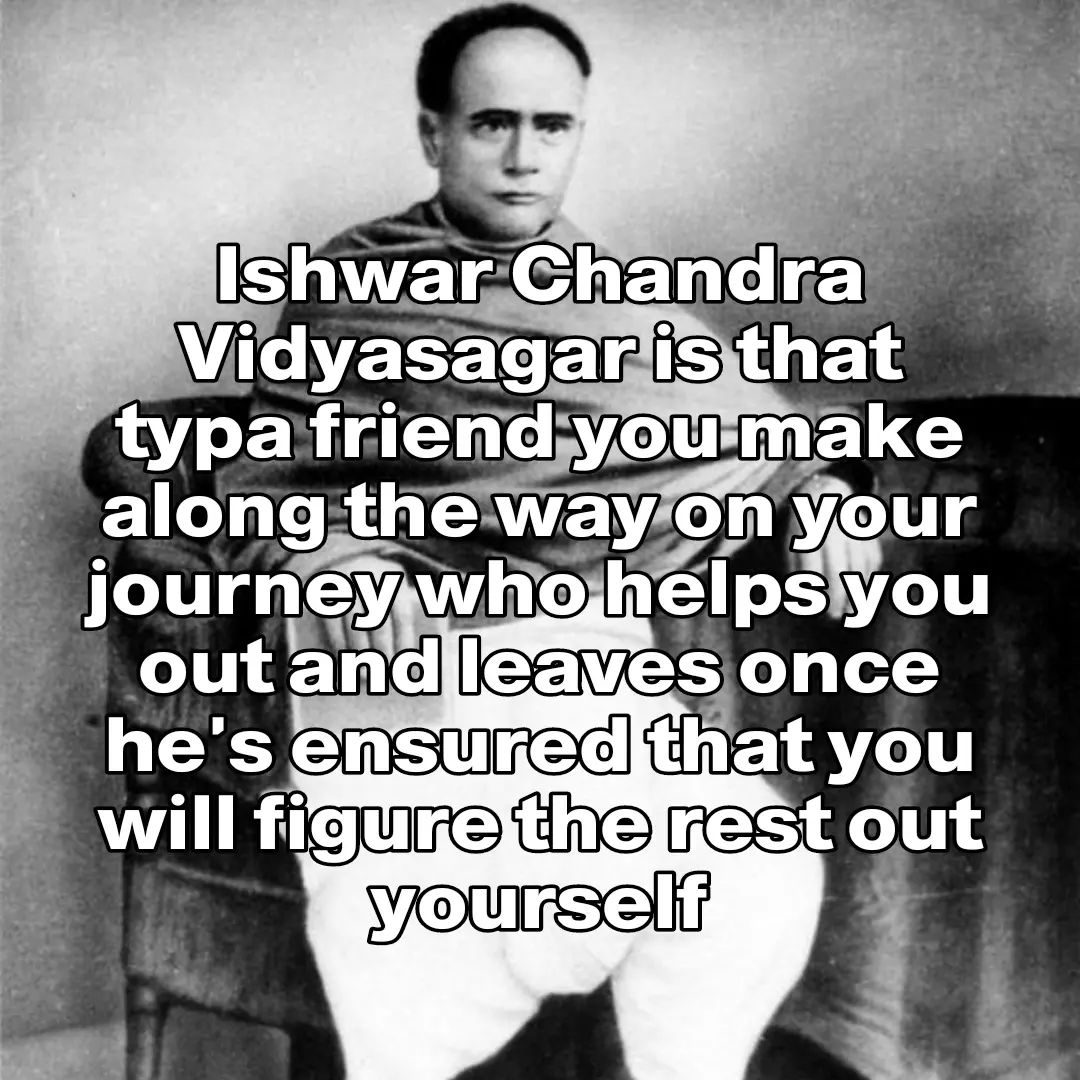 Ishwar Chandra
Vidyasagar is that
typa friend you make
along the way on your
journey who helps you
out and leaves once
he's ensured that you
will figure the rest out
yourself